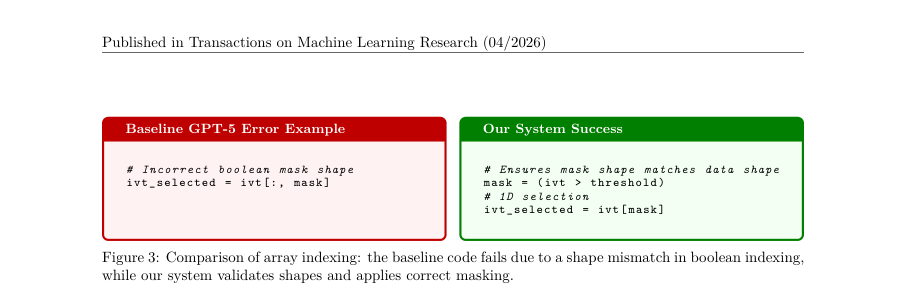 Published in Transactions on Machine Learning Research (04/2026)
Baseline GPT-5 Error Example
# Incorrect boolean mask shape
ivt_selected = ivt[:, mask]
Our System Success
# Ensures mask shape matches data shape
mask = (ivt > threshold)
# 1D selection
ivt_selected = ivt[mask]
Figure 3: Comparison of array indexing: the baseline code fails due to a shape mismatch in boolean indexing,
while our system validates shapes and applies correct masking.